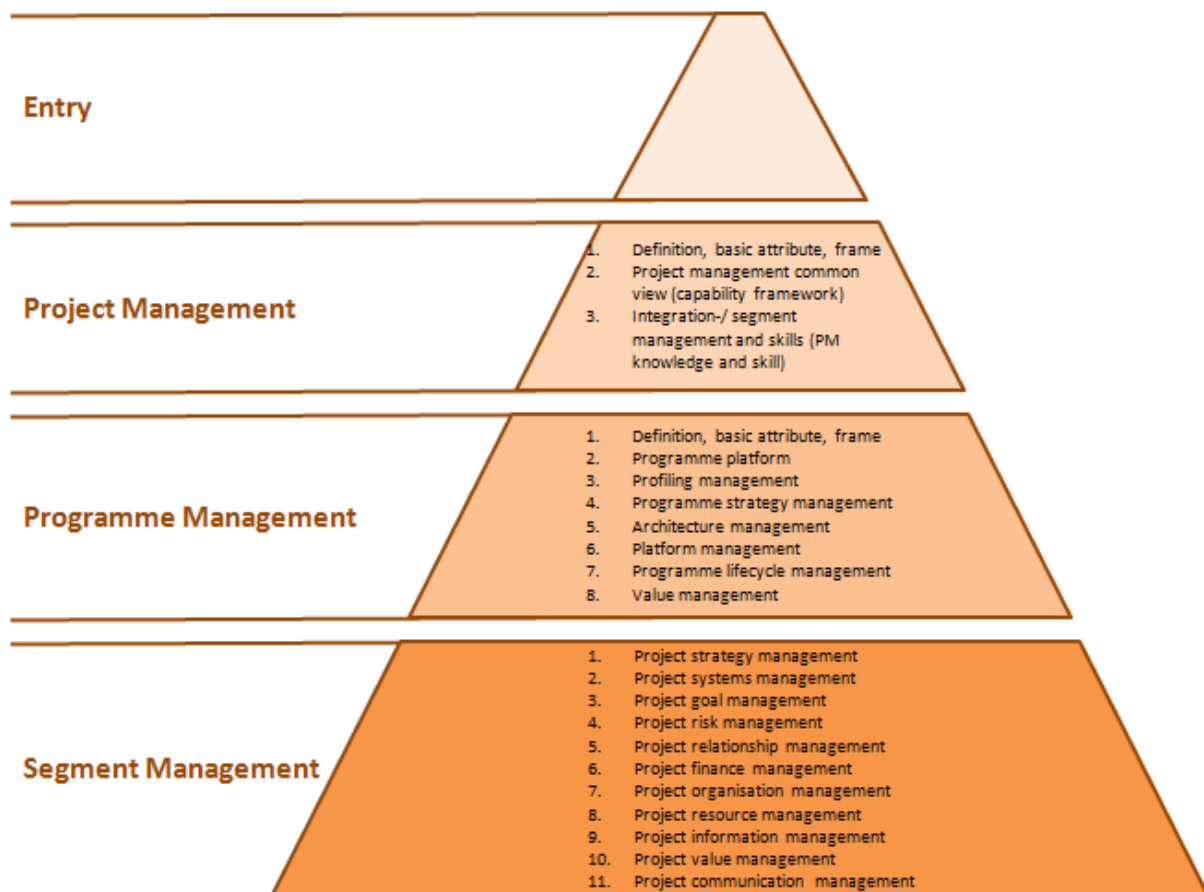 Entry
Project Management
1. Definition, basic attribute, frame
2. Project management common
view (capability framework)
3. Integration-/ segment
management and skills (PM
knowledge and skill)
Programme Management
1. Definition, basic attribute, frame
2. Programme platform
3. Profiling management
4. Programme strategy management
5. Architecture management
6. Platform management
7. Programme lifecycle management
8. Value management
Segment Management
1. Project strategy management
2. Project systems management
3. Project goal management
4. Project risk management
5. Project relationship management
6. Project finance management
7. Project organisation management
8. Project resource management
9. Project information management
10. Project value management
11. Project communication management